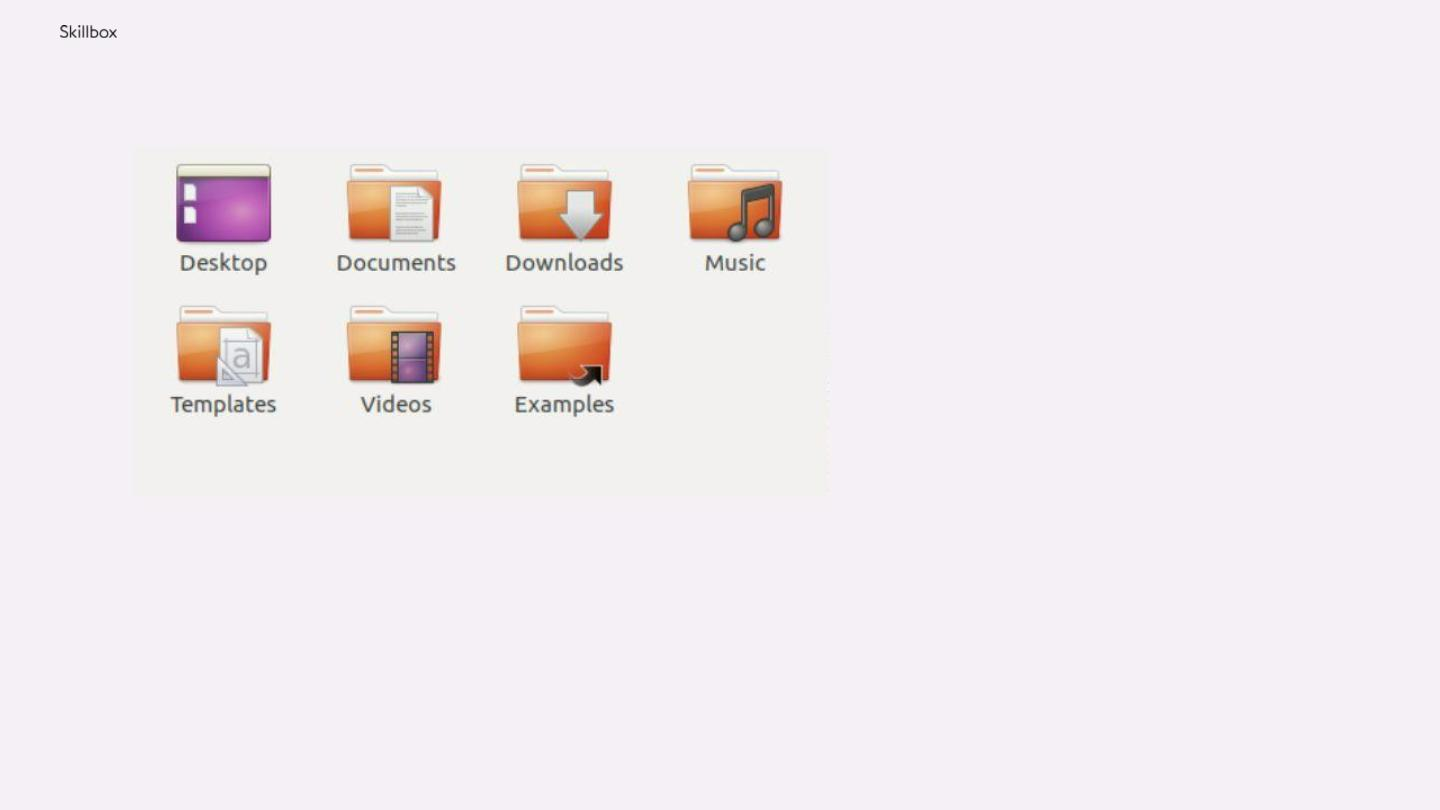 Skillbox
Desktop
Documents
Downloads
Music
Templates
Videos
Examples